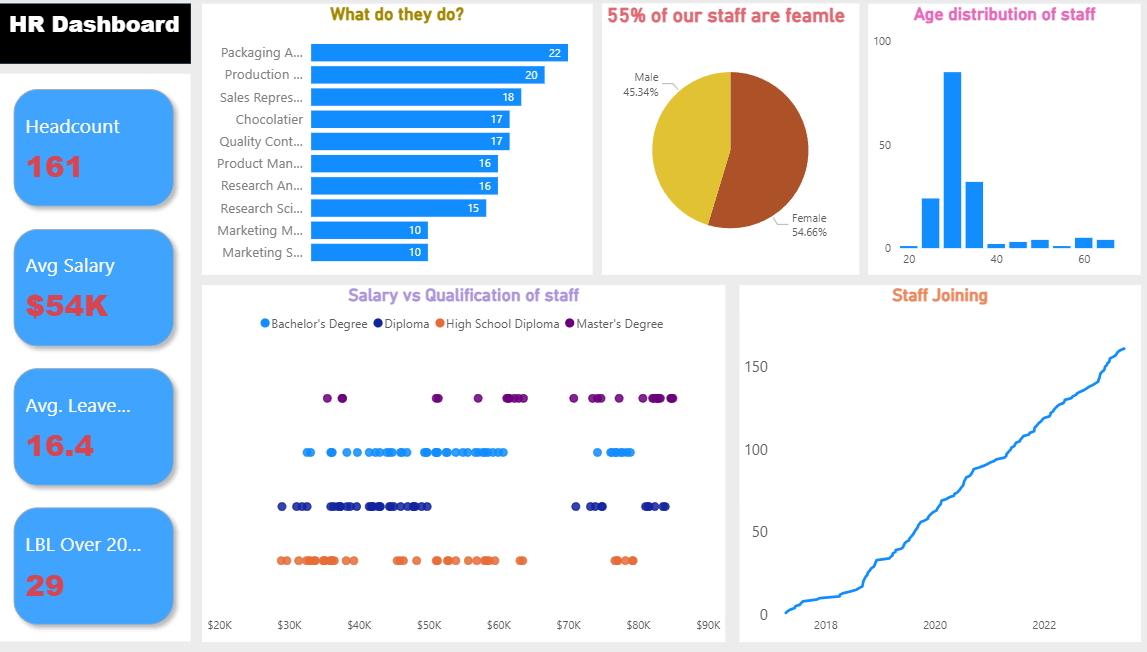 HR Dashboard
Headcount
161
Avg Salary
$54K
Avg. Leave...
16.4
LBL Over 20...
29
What do they do?
Packaging A... 22
Production ... 20
Sales Repres... 18
Chocolatier 17
Quality Cont... 17
Product Man... 16
Research An... 16
Research Sci... 15
Marketing M... 10
Marketing S... 10
55% of our staff are feamle
Male
45.34%
Female
54.66%
Age distribution of staff
100
50
0
20 40 60
Salary vs Qualification of staff
Bachelor's Degree Diploma High School Diploma Master's Degree
$20K $30K $40K $50K $60K $70K $80K $90K
Staff Joining
150
100
50
0
2018 2020 2022